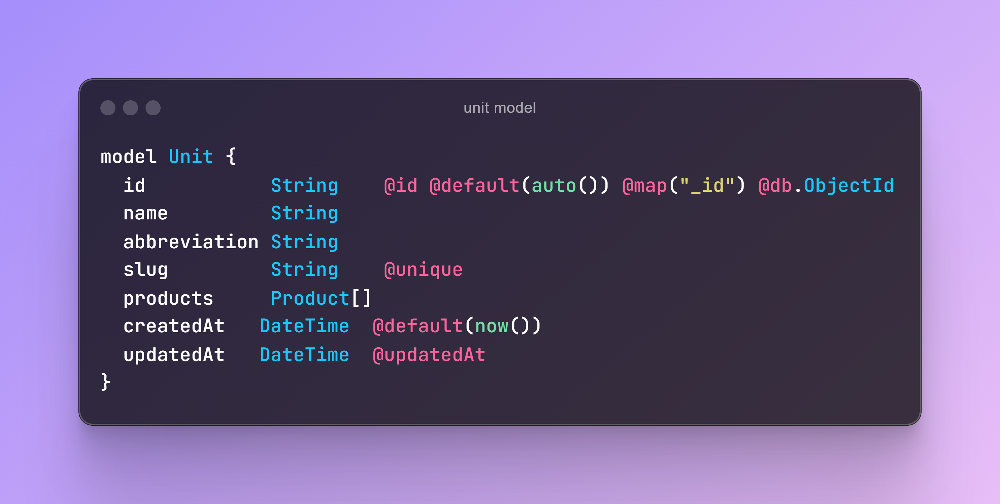 unit model
model Unit {
  id           String    @id @default(auto()) @map("_id") @db.ObjectId
  name         String
  abbreviation String
  slug         String    @unique
  products     Product[]
  createdAt   DateTime  @default(now())
  updatedAt   DateTime  @updatedAt
}